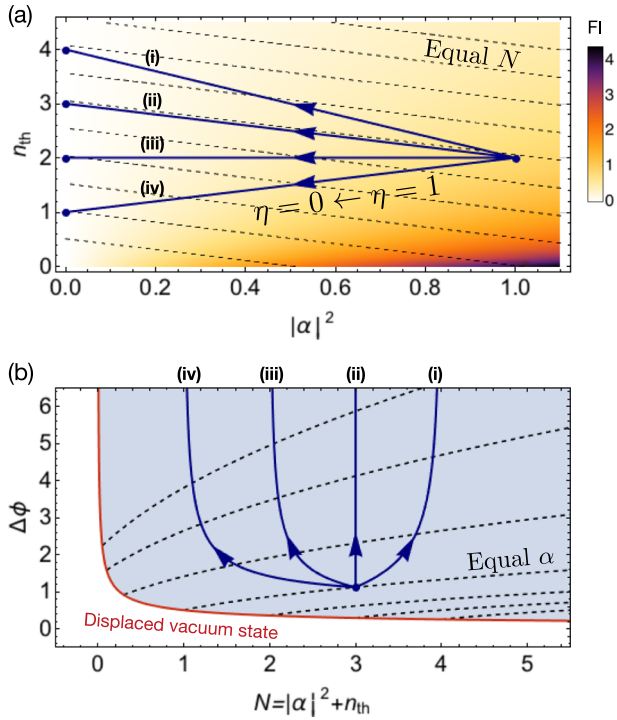 (a)
FI
4
3
2
1
0
n_th
(i)
(ii)
(iii)
(iv)
Equal N
η = 0 ← η = 1
4
3
2
1
0
0.0 0.2 0.4 0.6 0.8 1.0
|α|²
(b)
(iv) (iii) (ii) (i)
6
5
4
3
2
1
0
Δϕ
Equal α
Displaced vacuum state
0 1 2 3 4 5
N=|α|²+n_th